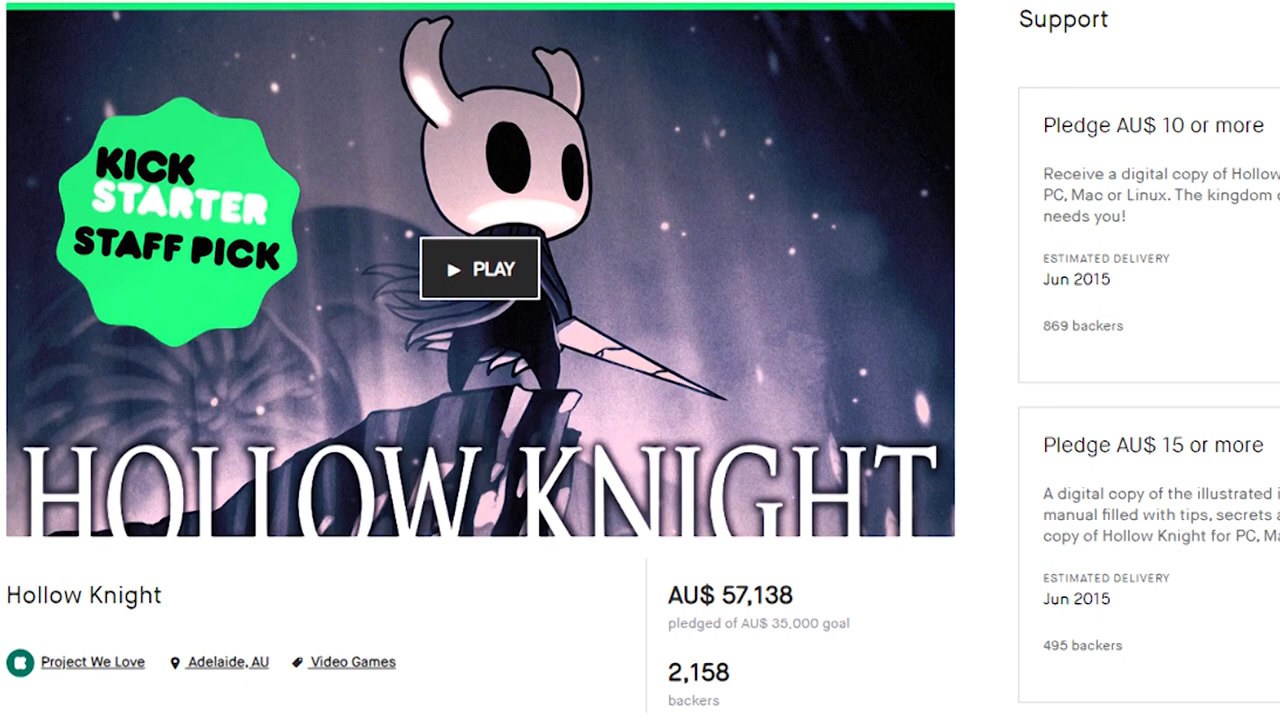 KICK
STARTER
STAFF PICK
PLAY
HOLLOW KNIGHT
Hollow Knight
Project We Love
Adelaide, AU
Video Games
AU$ 57,138
pledged of AU$ 35,000 goal
2,158
backers
Support
Pledge AU$ 10 or more
Receive a digital copy of Hollow
PC, Mac or Linux. The kingdom
needs you!
ESTIMATED DELIVERY
Jun 2015
869 backers
Pledge AU$ 15 or more
A digital copy of the illustrated
manual filled with tips, secrets
copy of Hollow Knight for PC,
ESTIMATED DELIVERY
Jun 2015
495 backers